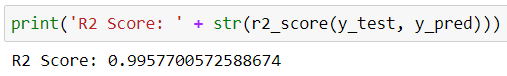 print('R2 Score: ' + str(r2_score(y_test, y_pred)))
R2 Score: 0.9957700572588674